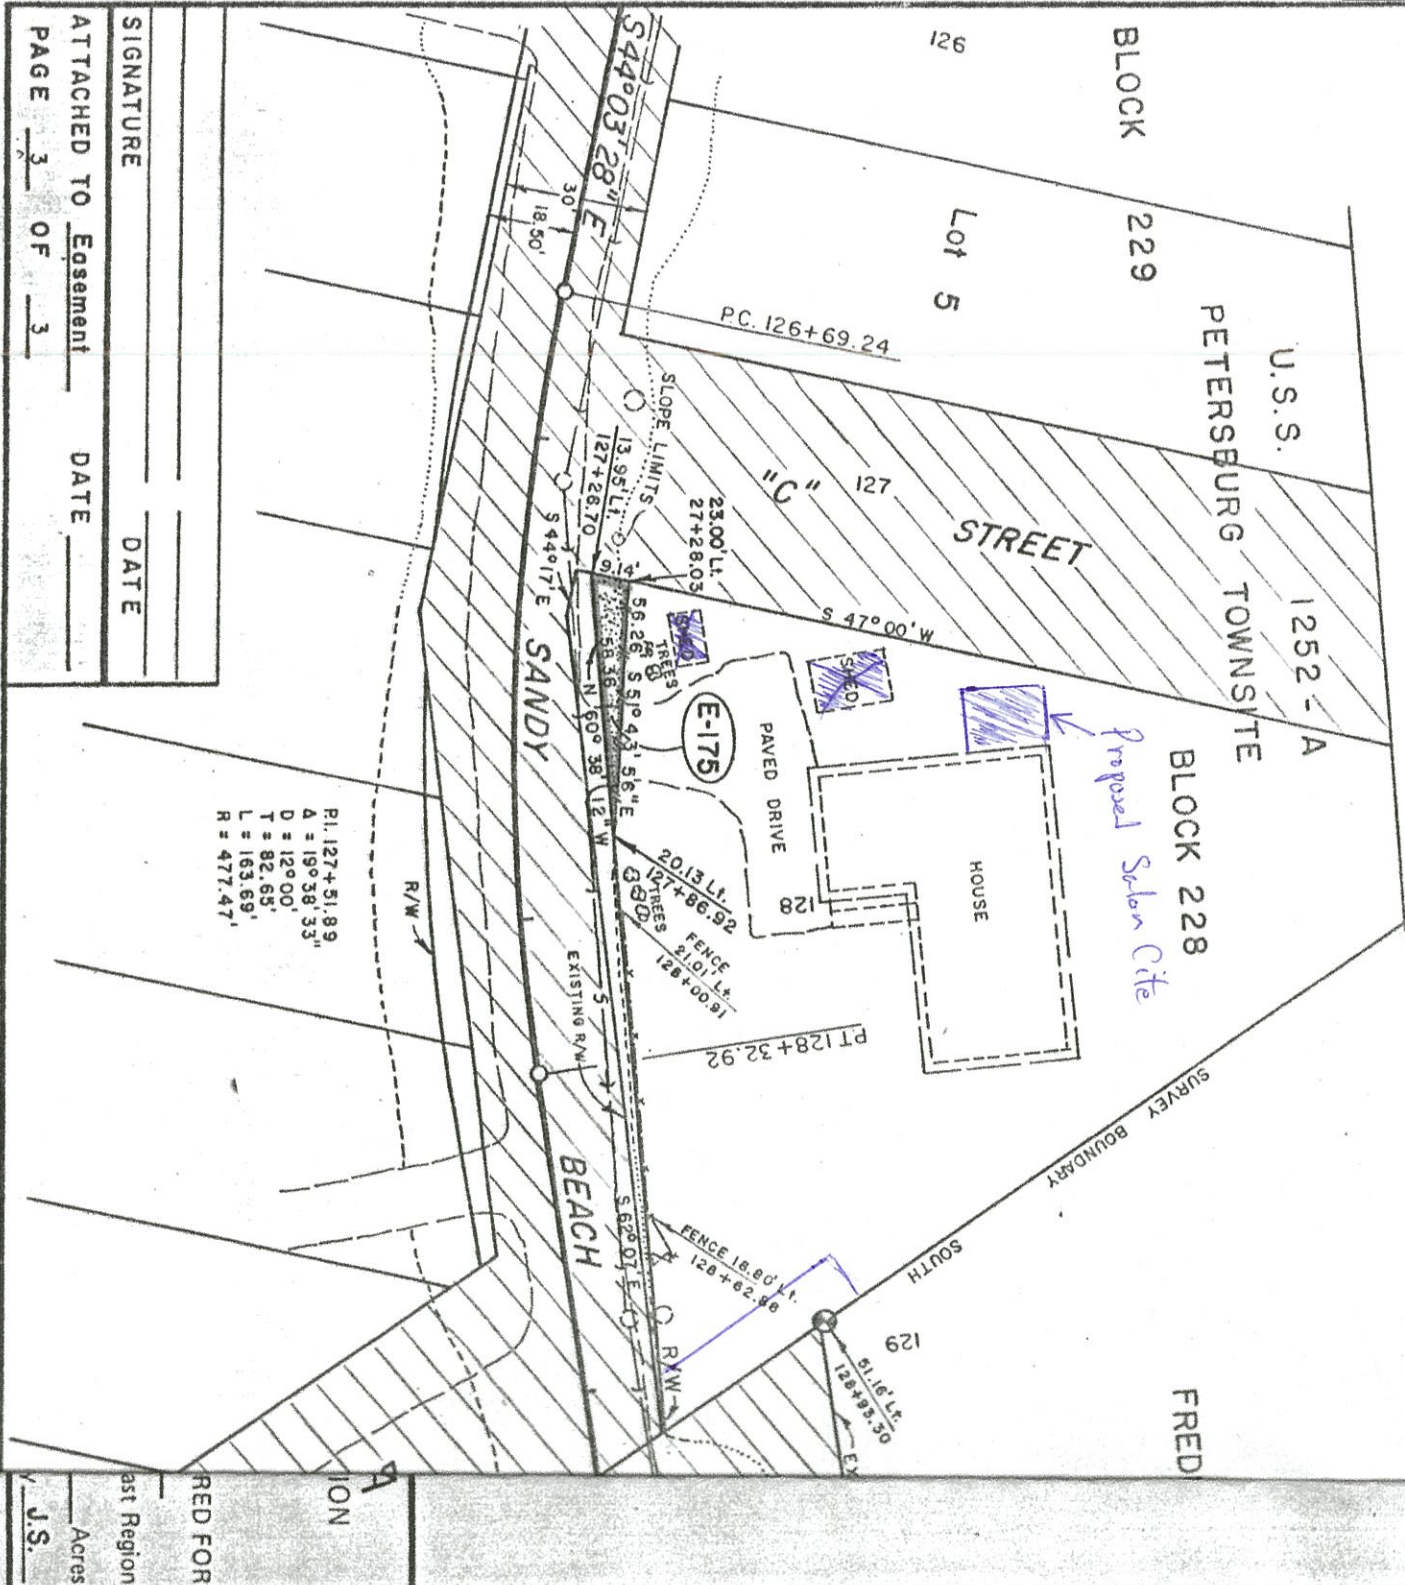 BLOCK 229
U.S.S. 1252 - A
PETERSBURG TOWNSITE
126
Lot 5
BLOCK 228
FRED
Proposed Salon Cite
"C" STREET
127
S 47°00' W
P.C. 126+69.24
SHED
SHED
HOUSE
PAVED DRIVE
128
P.T. 128+32.92
SOUTH SURVEY BOUNDARY
129
51.16' Lt.
128+93.30
EX
SLOPE LIMITS
23.00' Lt.
27+28.03
13.95' Lt.
127+26.70
9.14'
TREES
56.26' S 51° 43' 56" E
58.36'
N 60° 38' 12" W
E-175
20.13 Lt.
127+86.92
TREES
FENCE
21.01' Lt.
128+00.91
FENCE 18.80' Lt.
128+62.88
S44°03'28" E
30'
18.50'
S 44° 17' E
SANDY BEACH
5
EXISTING R/W
S 62° 07' E
R/W
R/W
P.I. 127+51.89
Δ = 19° 38' 33"
D = 12° 00'
T = 82.65'
L = 163.69'
R = 477.47'
SIGNATURE DATE
ATTACHED TO Easement DATE
PAGE 3 OF 3
ION
RED FOR
ast Region
Acres
y J.S.